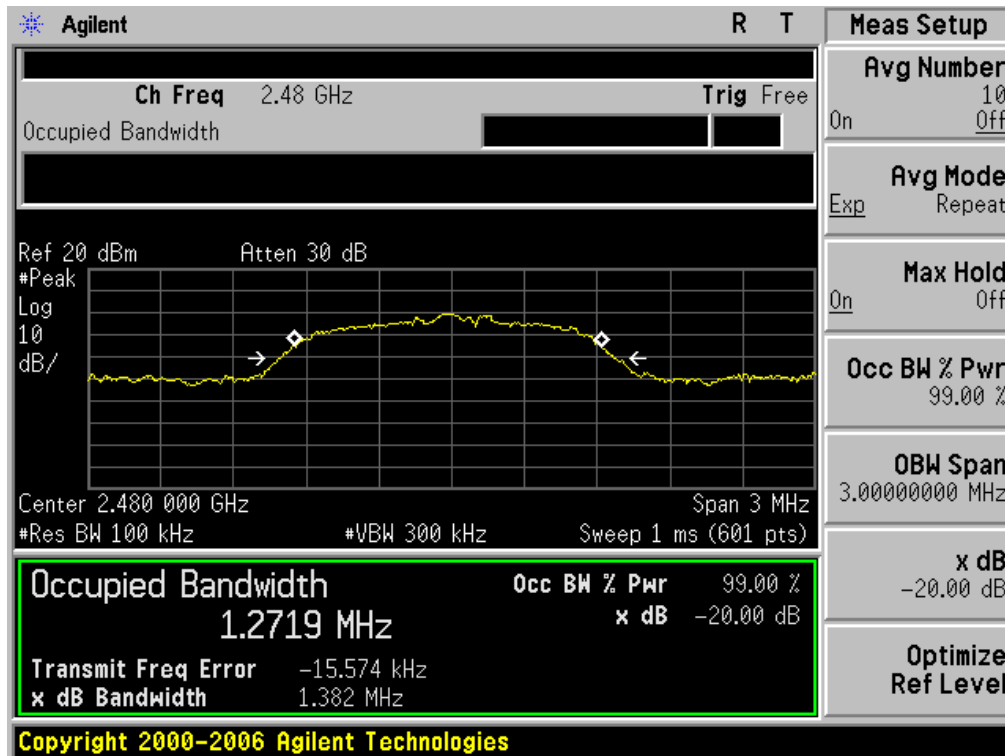 Agilent R T
Ch Freq 2.48 GHz Trig Free
Occupied Bandwidth
Ref 20 dBm Atten 30 dB
#Peak
Log
10
dB/
Center 2.480 000 GHz Span 3 MHz
#Res BW 100 kHz #VBW 300 kHz Sweep 1 ms (601 pts)
Occupied Bandwidth Occ BW % Pwr 99.00 %
1.2719 MHz x dB -20.00 dB
Transmit Freq Error -15.574 kHz
x dB Bandwidth 1.382 MHz
Copyright 2000-2006 Agilent Technologies
Meas Setup
Avg Number
10
On Off
Avg Mode
Exp Repeat
Max Hold
On Off
Occ BW % Pwr
99.00 %
OBW Span
3.00000000 MHz
x dB
-20.00 dB
Optimize
Ref Level